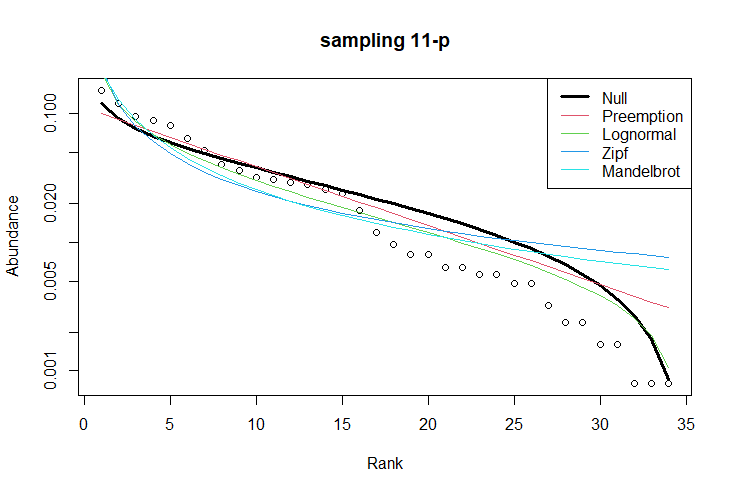 sampling 11-p
Null
Preemption
Lognormal
Zipf
Mandelbrot
Abundance
0.100
0.020
0.005
0.001
0 5 10 15 20 25 30 35
Rank